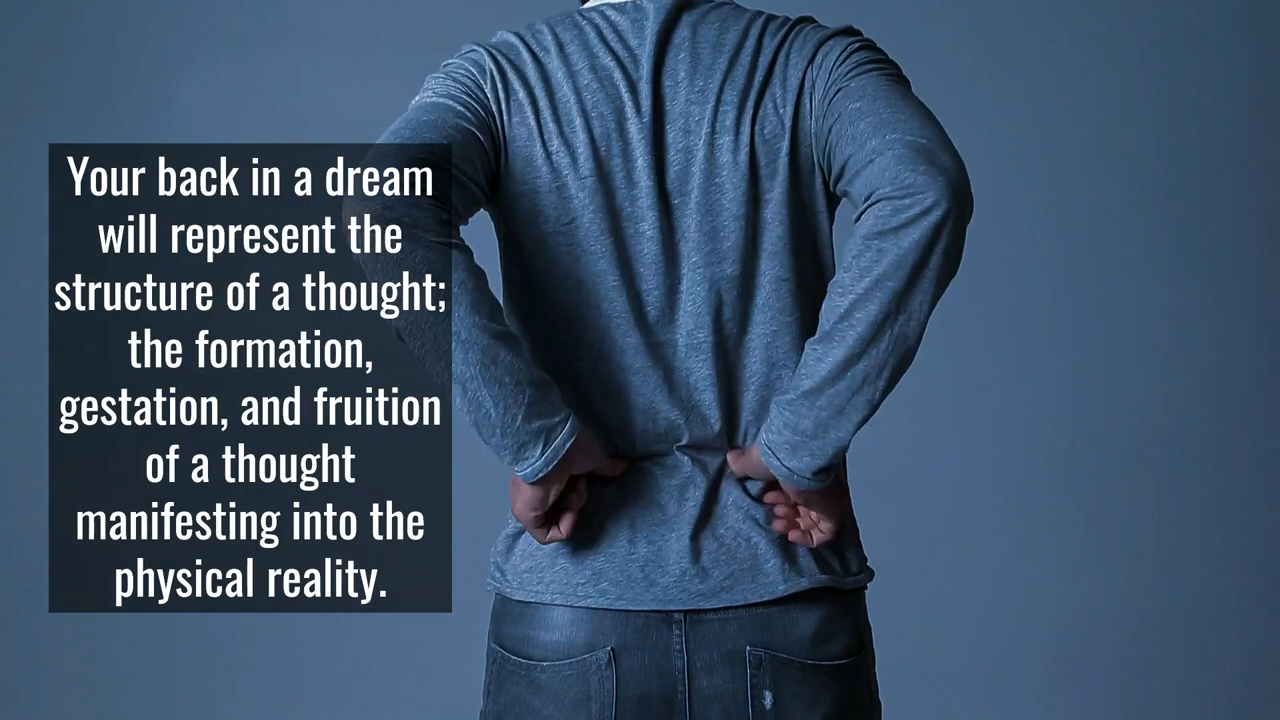 Your back in a dream
will represent the
structure of a thought;
the formation,
gestation, and fruition
of a thought
manifesting into the
physical reality.